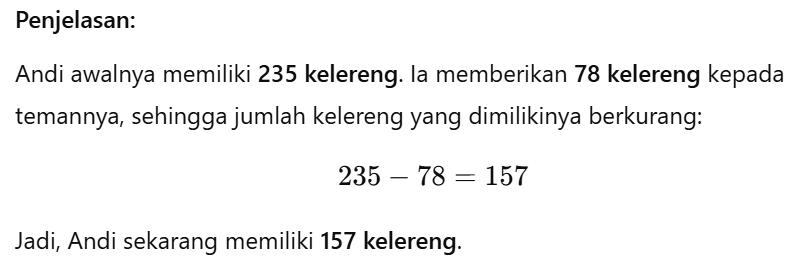 Penjelasan:
Andi awalnya memiliki 235 kelereng. Ia memberikan 78 kelereng kepada
temannya, sehingga jumlah kelereng yang dimilikinya berkurang:
235 − 78 = 157
Jadi, Andi sekarang memiliki 157 kelereng.